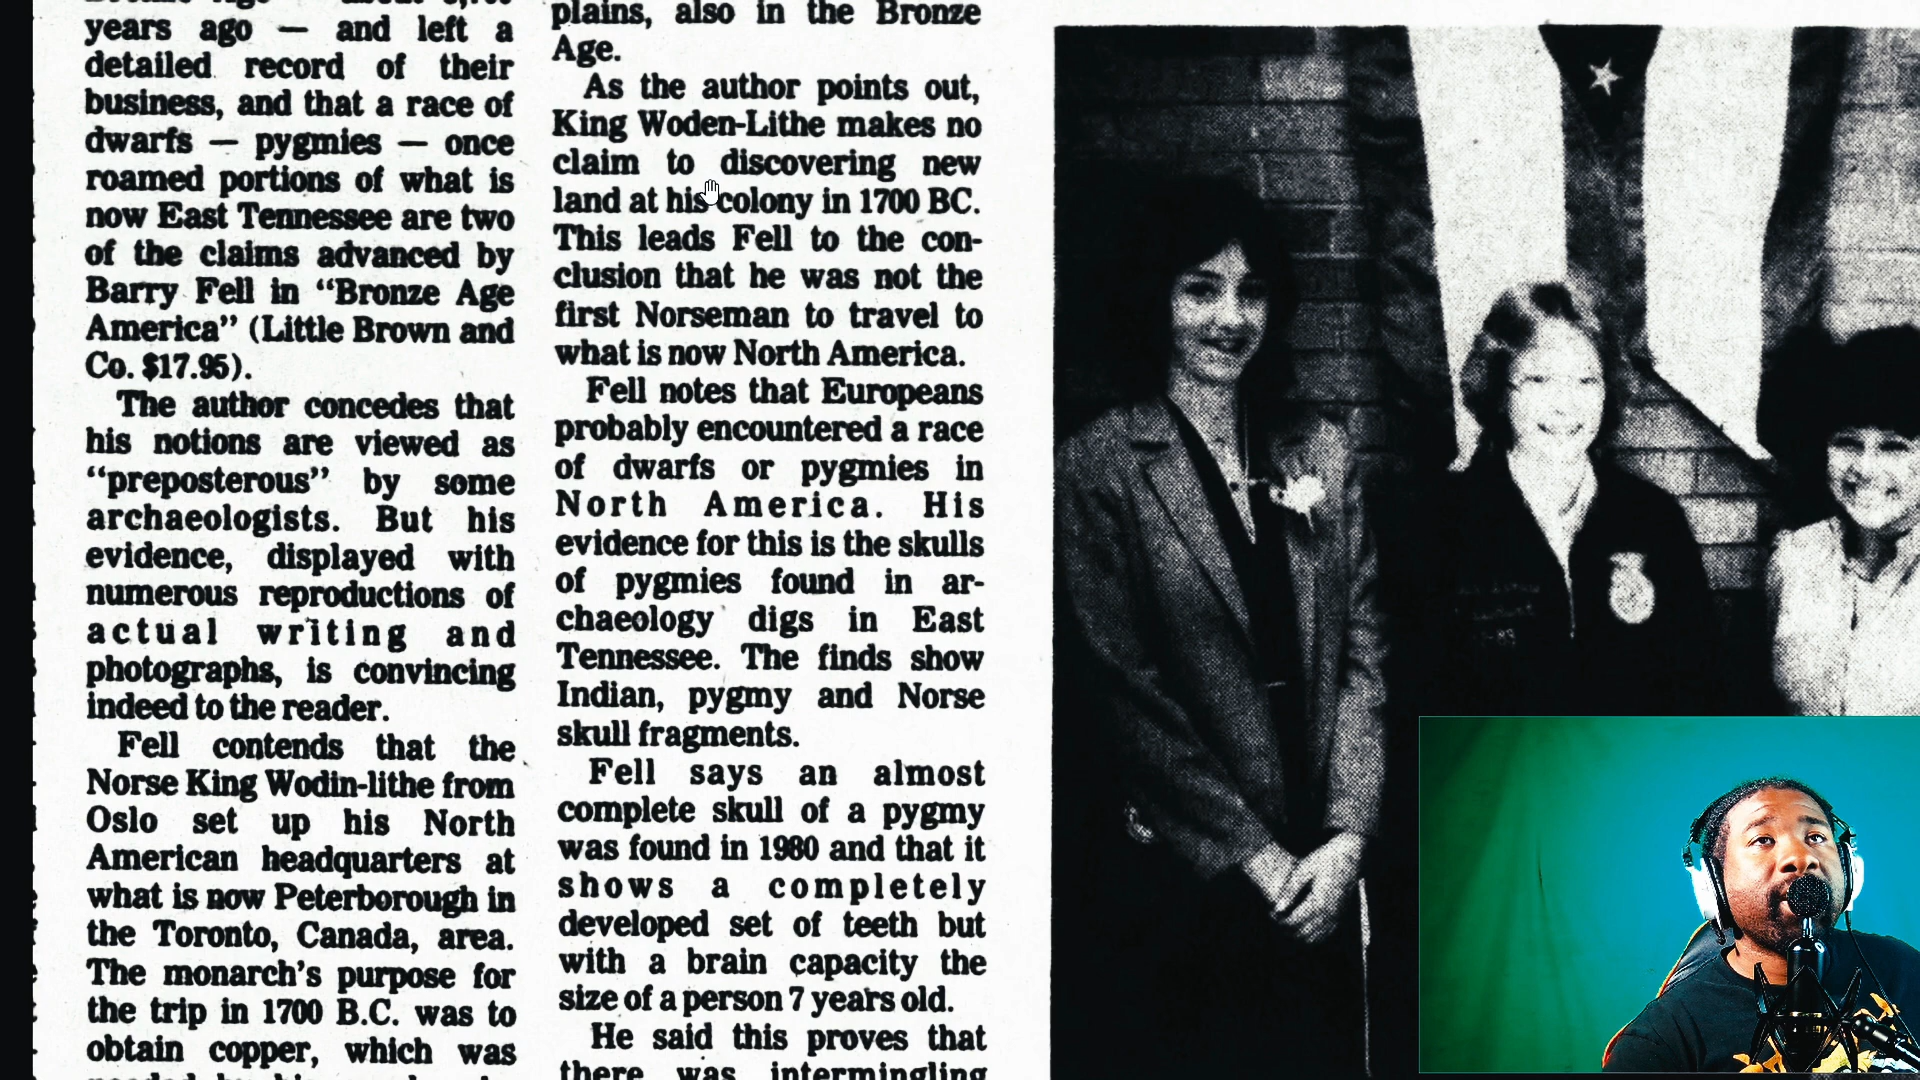 years ago — and left a
detailed record of their
business, and that a race of
dwarfs — pygmies — once
roamed portions of what is
now East Tennessee are two
of the claims advanced by
Barry Fell in “Bronze Age
America” (Little Brown and
Co. $17.95).
The author concedes that
his notions are viewed as
“preposterous” by some
archaeologists. But his
evidence, displayed with
numerous reproductions of
actual writing and
photographs, is convincing
indeed to the reader.
Fell contends that the
Norse King Wodin-lithe from
Oslo set up his North
American headquarters at
what is now Peterborough in
the Toronto, Canada, area.
The monarch’s purpose for
the trip in 1700 B.C. was to
obtain copper, which was
plains, also in the Bronze
Age.
As the author points out,
King Woden-Lithe makes no
claim to discovering new
land at his colony in 1700 BC.
This leads Fell to the con-
clusion that he was not the
first Norseman to travel to
what is now North America.
Fell notes that Europeans
probably encountered a race
of dwarfs or pygmies in
North America. His
evidence for this is the skulls
of pygmies found in ar-
chaeology digs in East
Tennessee. The finds show
Indian, pygmy and Norse
skull fragments.
Fell says an almost
complete skull of a pygmy
was found in 1980 and that it
shows a completely
developed set of teeth but
with a brain capacity the
size of a person 7 years old.
He said this proves that
there was intermingling